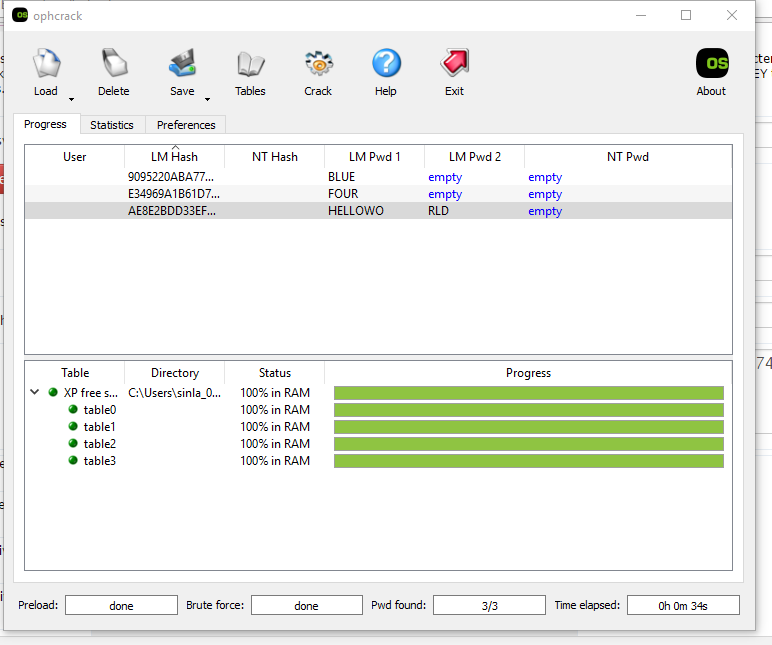 ophcrack
Load Delete Save Tables Crack Help Exit OS About
Progress Statistics Preferences
User LM Hash NT Hash LM Pwd 1 LM Pwd 2 NT Pwd
9095220ABA77... BLUE empty empty
E34969A1B61D7... FOUR empty empty
AE8E2BDD33EF... HELLOWO RLD empty
Table Directory Status Progress
XP free s... C:\Users\sinla_0... 100% in RAM
table0 100% in RAM
table1 100% in RAM
table2 100% in RAM
table3 100% in RAM
Preload: done Brute force: done Pwd found: 3/3 Time elapsed: 0h 0m 34s